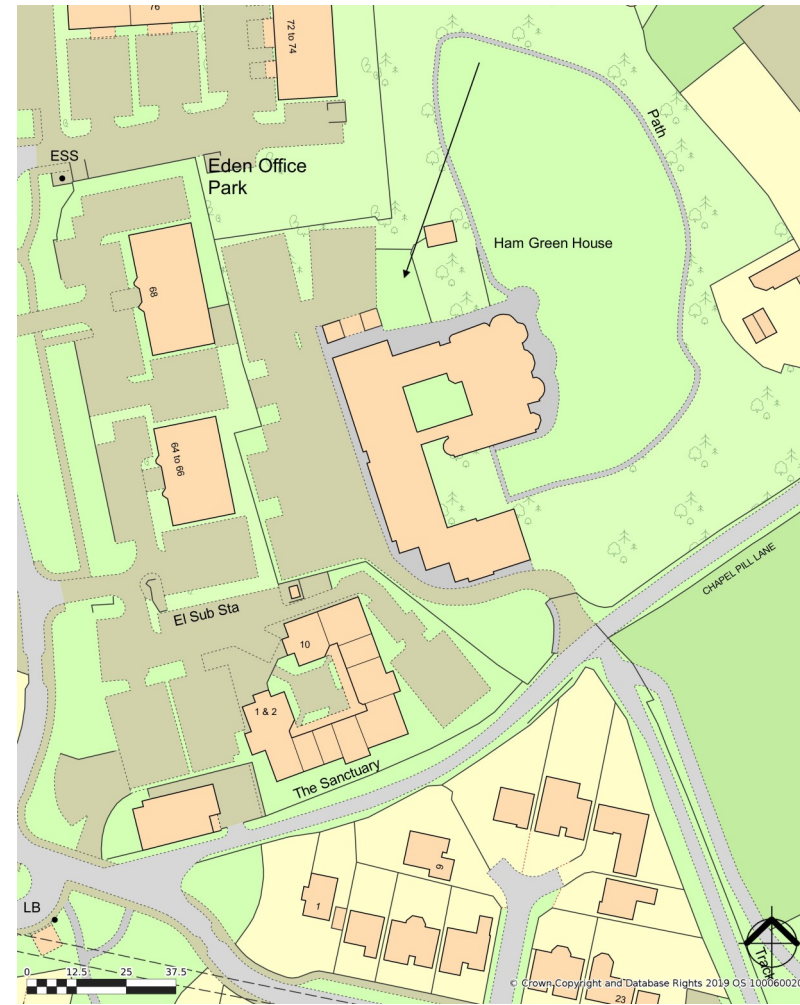 76
72 to 74
Path
ESS
Eden Office
Park
Ham Green House
68
64 to 66
CHAPEL PILL LANE
El Sub Sta
10
1 & 2
The Sanctuary
6
1
LB
Track
23
0 12.5 25 37.5
© Crown Copyright and Database Rights 2019 OS 100060020